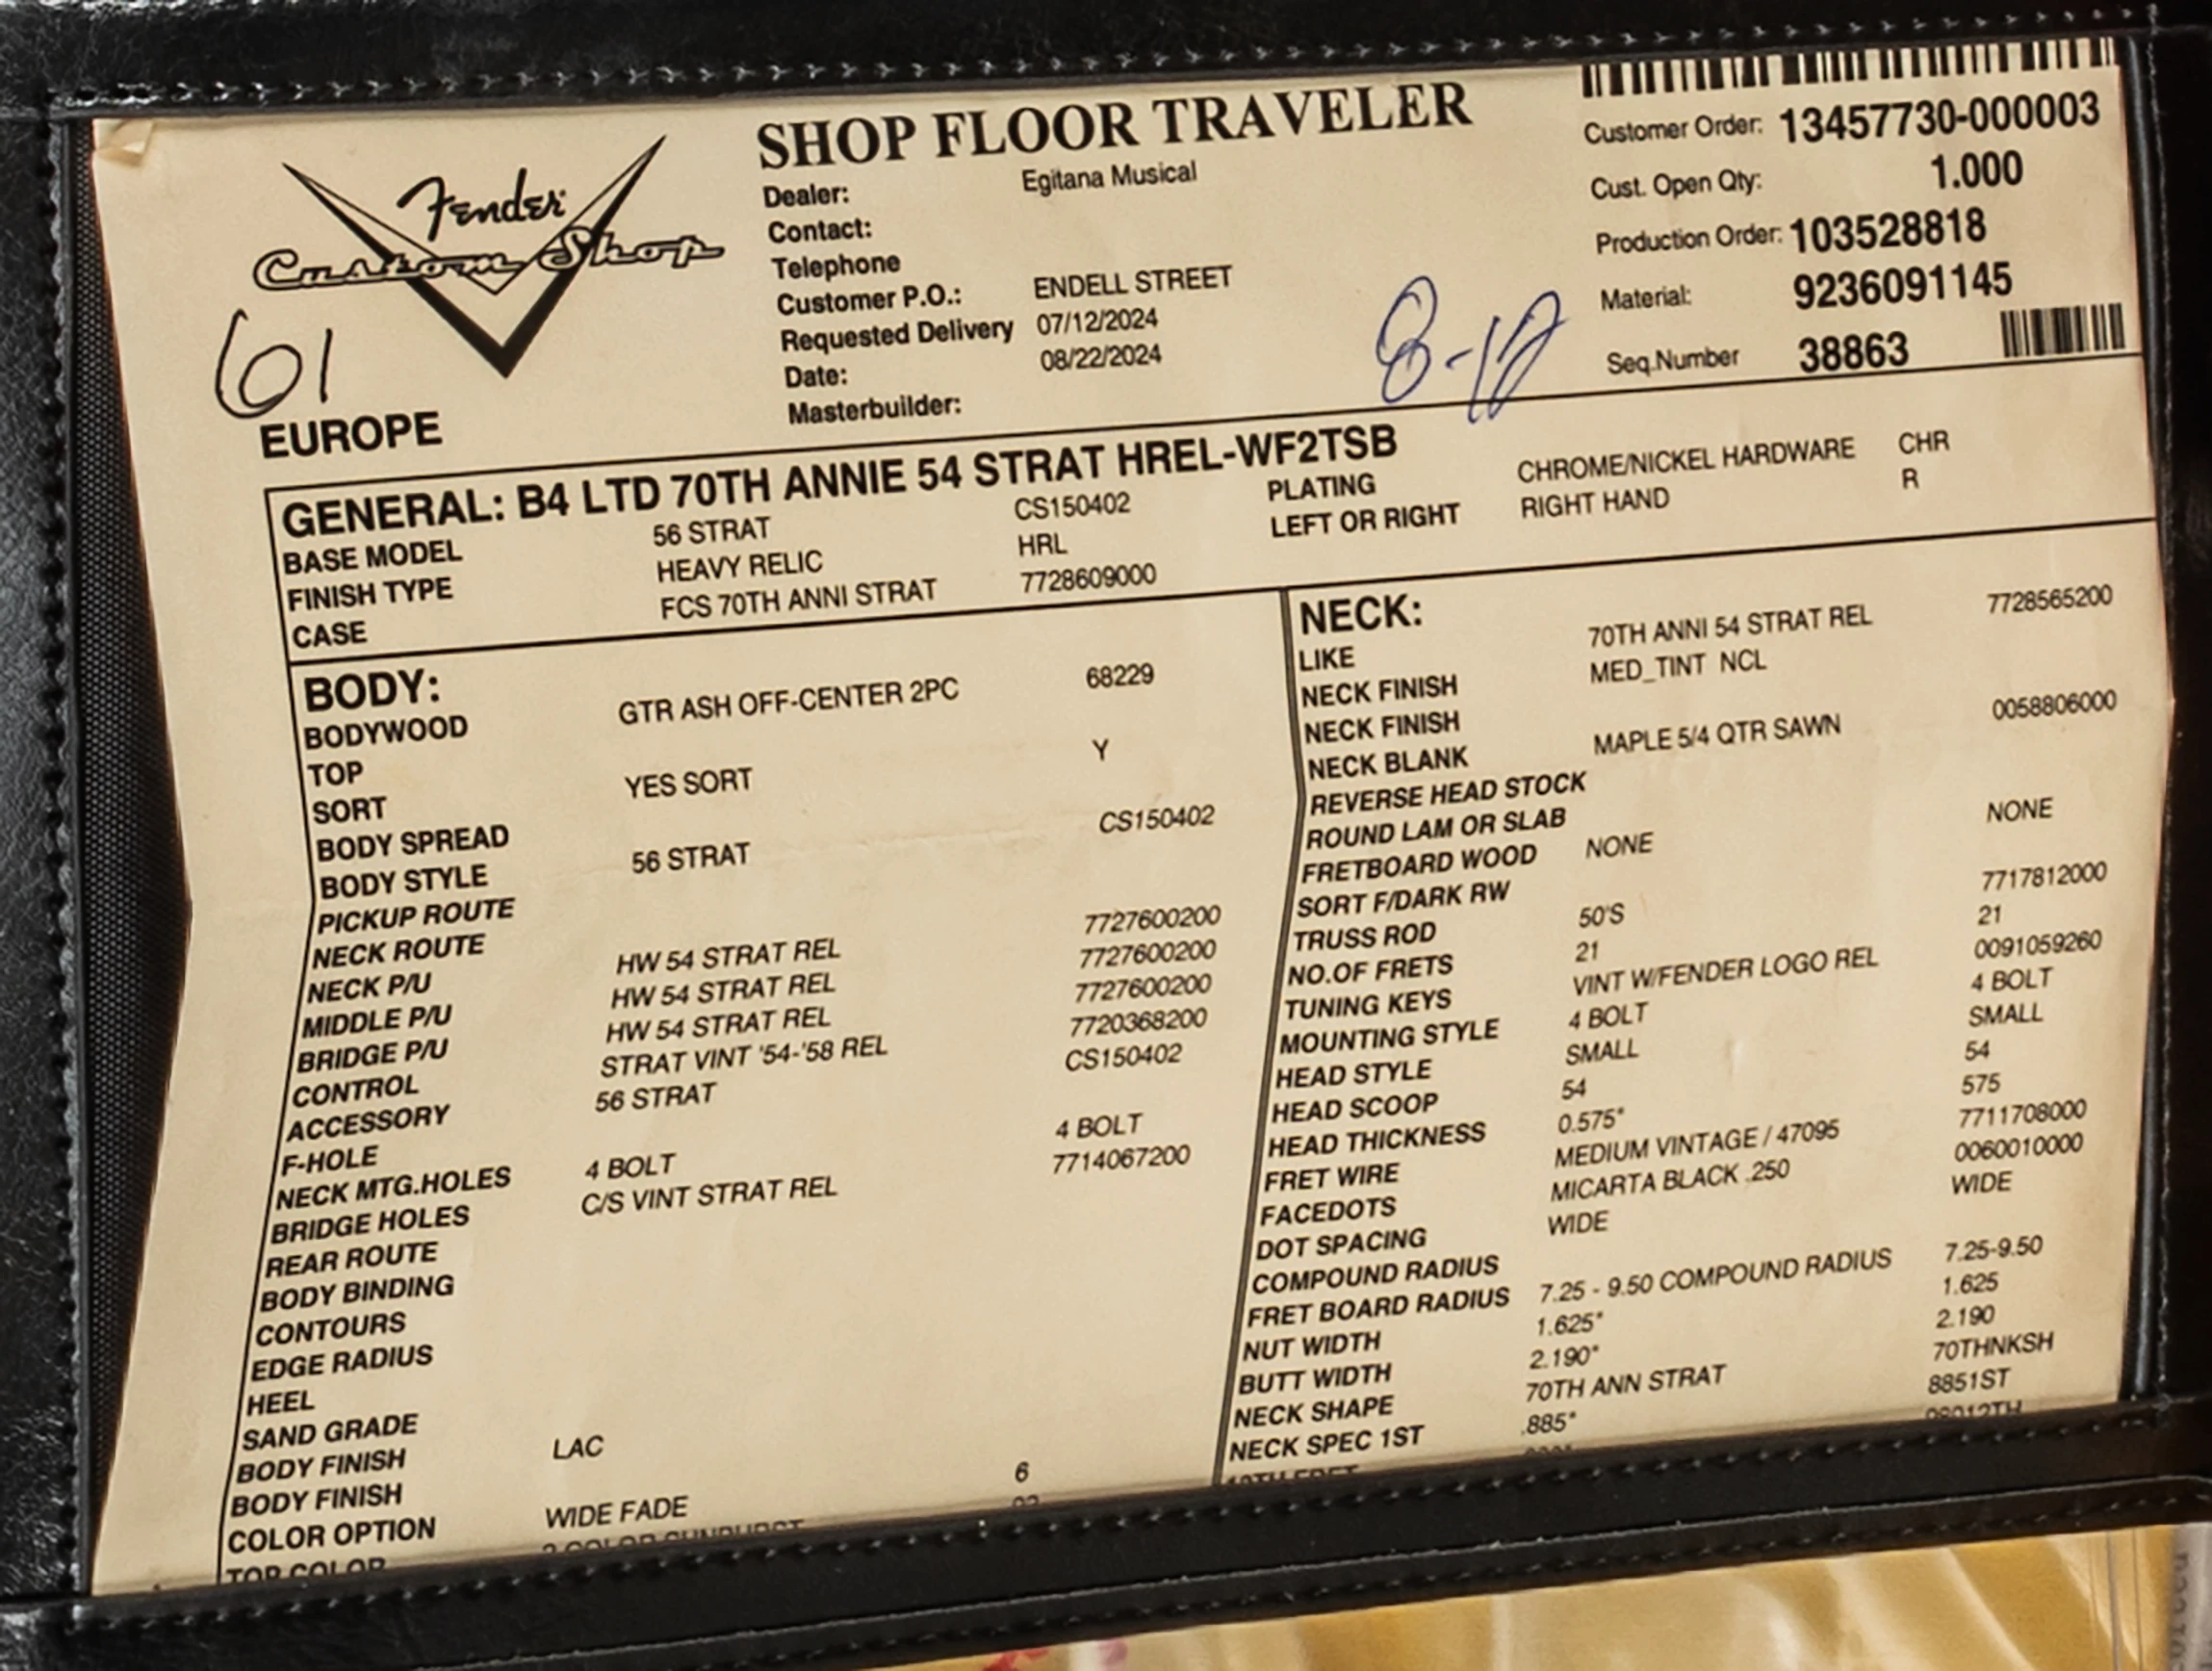 SHOP FLOOR TRAVELER
Fender
Custom Shop
61
EUROPE
Dealer: Egitana Musical
Contact:
Telephone
Customer P.O.: ENDELL STREET
Requested Delivery 07/12/2024
Date: 08/22/2024
Masterbuilder:
8-12
Customer Order: 13457730-000003
Cust. Open Qty: 1.000
Production Order: 103528818
Material: 9236091145
Seq.Number 38863
GENERAL: B4 LTD 70TH ANNIE 54 STRAT HREL-WF2TSB
BASE MODEL 56 STRAT CS150402
FINISH TYPE HEAVY RELIC HRL
CASE FCS 70TH ANNI STRAT 7728609000
PLATING CHROME/NICKEL HARDWARE CHR
LEFT OR RIGHT RIGHT HAND R
BODY:
BODYWOOD GTR ASH OFF-CENTER 2PC 68229
TOP
SORT YES SORT Y
BODY SPREAD
BODY STYLE 56 STRAT CS150402
PICKUP ROUTE
NECK ROUTE
NECK P/U HW 54 STRAT REL 7727600200
MIDDLE P/U HW 54 STRAT REL 7727600200
BRIDGE P/U HW 54 STRAT REL 7727600200
CONTROL STRAT VINT '54-'58 REL 7720368200
ACCESSORY 56 STRAT CS150402
F-HOLE
NECK MTG.HOLES 4 BOLT 4 BOLT
BRIDGE HOLES C/S VINT STRAT REL 7714067200
REAR ROUTE
BODY BINDING
CONTOURS
EDGE RADIUS
HEEL
SAND GRADE
BODY FINISH LAC
BODY FINISH
COLOR OPTION WIDE FADE 6
TOP COLOR 2 COLOR SUNBURST
NECK:
LIKE 70TH ANNI 54 STRAT REL 7728565200
NECK FINISH MED_TINT NCL
NECK FINISH
NECK BLANK MAPLE 5/4 QTR SAWN 0058806000
REVERSE HEAD STOCK
ROUND LAM OR SLAB
FRETBOARD WOOD NONE NONE
SORT F/DARK RW
TRUSS ROD 50'S 7717812000
NO.OF FRETS 21 21
TUNING KEYS VINT W/FENDER LOGO REL 0091059260
MOUNTING STYLE 4 BOLT 4 BOLT
HEAD STYLE SMALL SMALL
HEAD SCOOP 54 54
HEAD THICKNESS 0.575" 575
FRET WIRE MEDIUM VINTAGE / 47095 7711708000
FACEDOTS MICARTA BLACK .250 0060010000
DOT SPACING WIDE WIDE
COMPOUND RADIUS
FRET BOARD RADIUS 7.25 - 9.50 COMPOUND RADIUS 7.25-9.50
NUT WIDTH 1.625" 1.625
BUTT WIDTH 2.190" 2.190
NECK SHAPE 70TH ANN STRAT 70THNKSH
NECK SPEC 1ST .885" 8851ST
12TH FRET